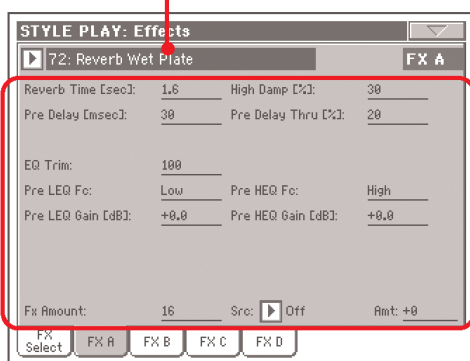 STYLE PLAY: Effects
72: Reverb Wet Plate FX A
Reverb Time [sec]: 1.6 High Damp [%]: 30
Pre Delay [msec]: 30 Pre Delay Thru [%]: 20
EQ Trim: 100
Pre LEQ Fc: Low Pre HEQ Fc: High
Pre LEQ Gain [dB]: +0.0 Pre HEQ Gain [dB]: +0.0
Fx Amount: 16 Src: Off Amt: +0
FX Select FX A FX B FX C FX D